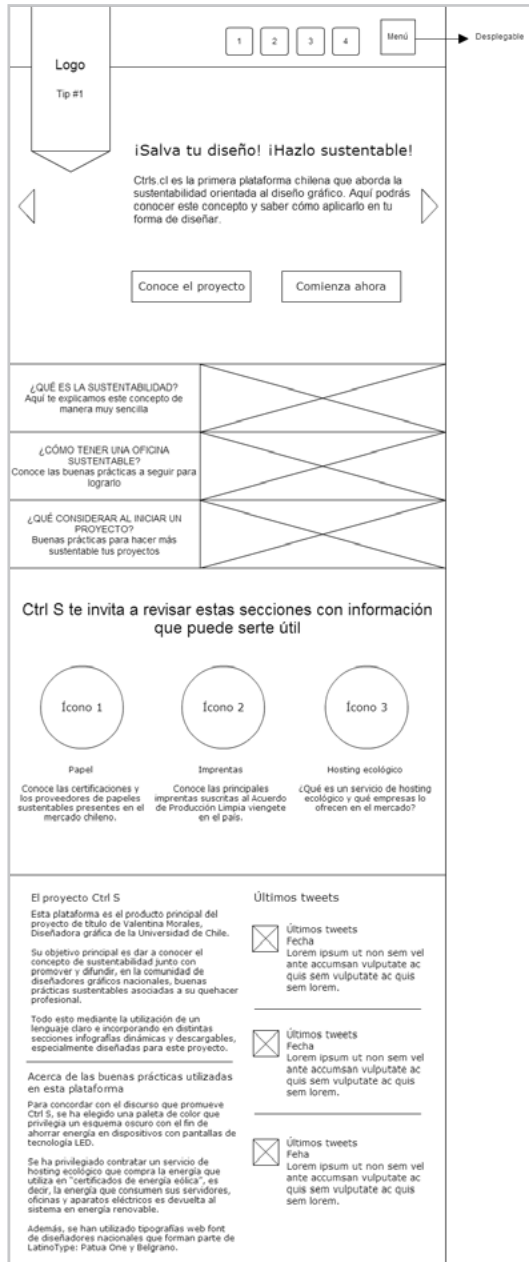 1 2 3 4 Menú Desplegable
Logo
Tip #1
¡Salva tu diseño! ¡Hazlo sustentable!
Ctrls.cl es la primera plataforma chilena que aborda la
sustentabilidad orientada al diseño gráfico. Aquí podrás
conocer este concepto y saber cómo aplicarlo en tu
forma de diseñar.
Conoce el proyecto
Comienza ahora
¿QUÉ ES LA SUSTENTABILIDAD?
Aquí te explicamos este concepto de
manera muy sencilla
¿CÓMO TENER UNA OFICINA
SUSTENTABLE?
Conoce las buenas prácticas a seguir para
lograrlo
¿QUÉ CONSIDERAR AL INICIAR UN
PROYECTO?
Buenas prácticas para hacer más
sustentable tus proyectos
Ctrl S te invita a revisar estas secciones con información
que puede serte útil
Ícono 1
Ícono 2
Ícono 3
Papel
Conoce las certificaciones y
los proveedores de papeles
sustentables presentes en el
mercado chileno.
Imprentas
Conoce las principales
imprentas suscritas al Acuerdo
de Producción Limpia viengete
en el país.
Hosting ecológico
¿Qué es un servicio de hosting
ecológico y qué empresas lo
ofrecen en el mercado?
El proyecto Ctrl S
Esta plataforma es el producto principal del
proyecto de título de Valentina Morales,
Diseñadora gráfica de la Universidad de Chile.
Su objetivo principal es dar a conocer el
concepto de sustentabilidad junto con
promover y difundir, en la comunidad de
diseñadores gráficos nacionales, buenas
prácticas sustentables asociadas a su quehacer
profesional.
Todo esto mediante la utilización de un
lenguaje claro e incorporando en distintas
secciones infografías dinámicas y descargables,
especialmente diseñadas para este proyecto.
Acerca de las buenas prácticas utilizadas
en esta plataforma
Para concordar con el discurso que promueve
Ctrl S, se ha elegido una paleta de color que
privilegia un esquema oscuro con el fin de
ahorrar energía en dispositivos con pantallas de
tecnología LED.
Se ha privilegiado contratar un servicio de
hosting ecológico que compra la energía que
utiliza en "certificados de energía eólica", es
decir, la energía que consumen sus servidores,
oficinas y aparatos eléctricos es devuelta al
sistema en energía renovable.
Además, se han utilizado tipografías web font
de diseñadores nacionales que forman parte de
LatinoType: Patua One y Belgrano.
Últimos tweets
Últimos tweets
Fecha
Lorem ipsum ut non sem vel
ante accumsan vulputate ac
quis sem vulputate ac quis
sem lorem.
Últimos tweets
Fecha
Lorem ipsum ut non sem vel
ante accumsan vulputate ac
quis sem vulputate ac quis
sem lorem.
Últimos tweets
Feha
Lorem ipsum ut non sem vel
ante accumsan vulputate ac
quis sem vulputate ac quis
sem lorem.